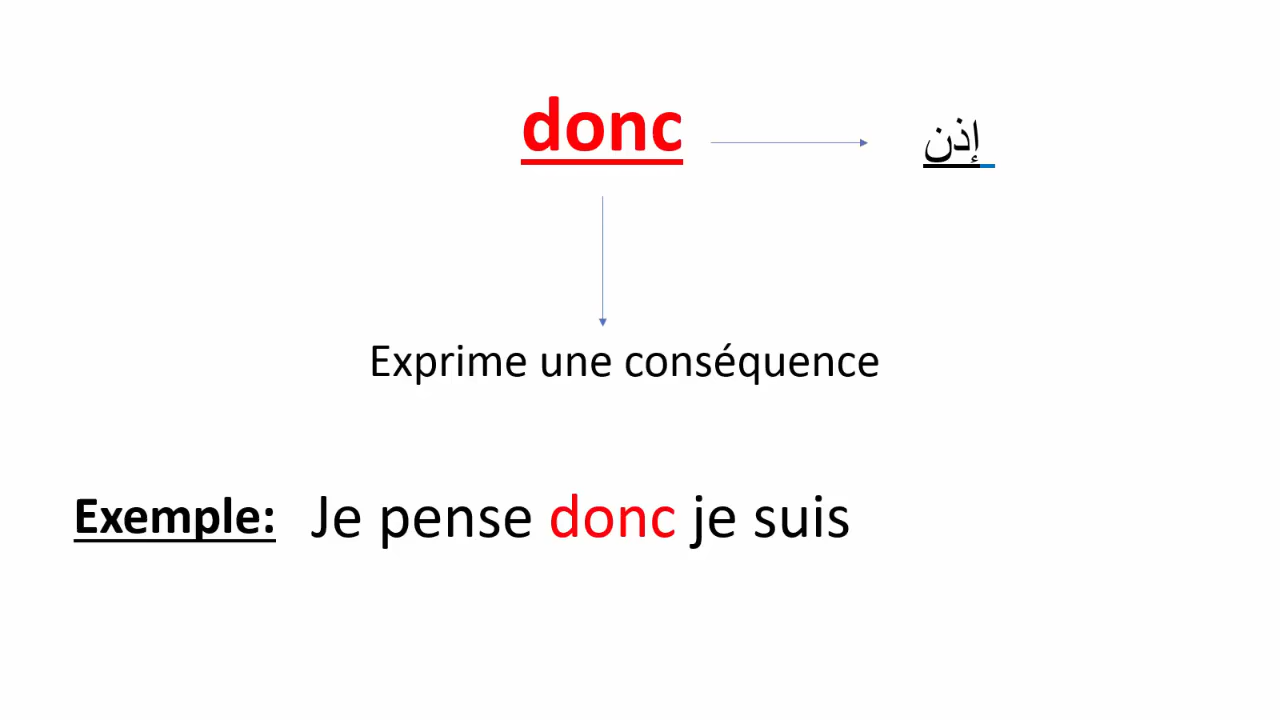 donc
إذن
Exprime une conséquence
Exemple: Je pense donc je suis